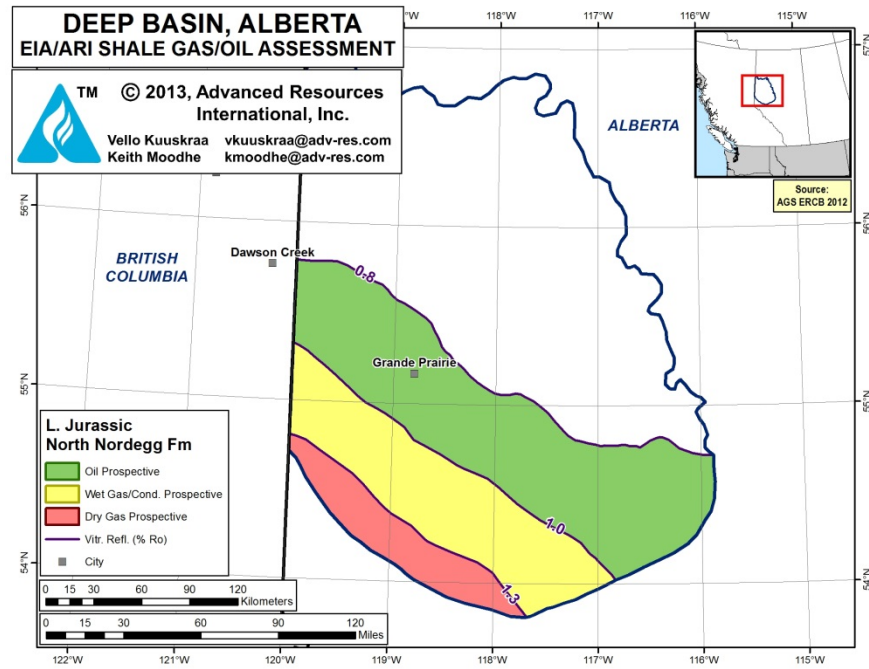 DEEP BASIN, ALBERTA
EIA/ARI SHALE GAS/OIL ASSESSMENT
TM
© 2013, Advanced Resources
International, Inc.
Vello Kuuskraa vkuuskraa@adv-res.com
Keith Moodhe kmoodhe@adv-res.com
118°W 117°W 116°W 115°W
57°N
ALBERTA
Source:
AGS ERCB 2012
56°N
56°N
BRITISH
COLUMBIA
Dawson Creek
0.8
Grande Prairie
55°N
55°N
L. Jurassic
North Nordegg Fm
Oil Prospective
Wet Gas/Cond. Prospective
Dry Gas Prospective
Vitr. Refl. (% Ro)
City
1.0
1.3
54°N
54°N
0 15 30 60 90 120
Kilometers
0 15 30 60 90 120
Miles
122°W 121°W 120°W 119°W 118°W 117°W 116°W 115°W